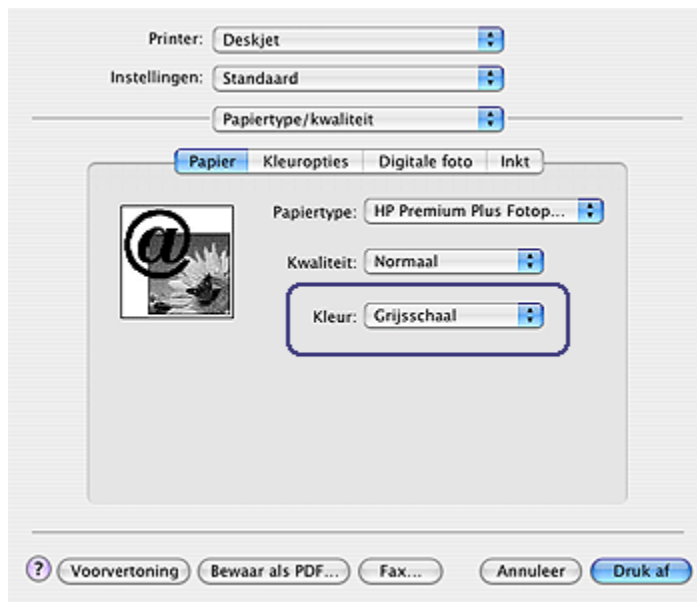 Printer: Deskjet
Instellingen: Standaard
Papiertype/kwaliteit
Papier Kleuropties Digitale foto Inkt
@
Papiertype: HP Premium Plus Fotop...
Kwaliteit: Normaal
Kleur: Grijsschaal
? Voorvertoning Bewaar als PDF... Fax... Annuleer Druk af